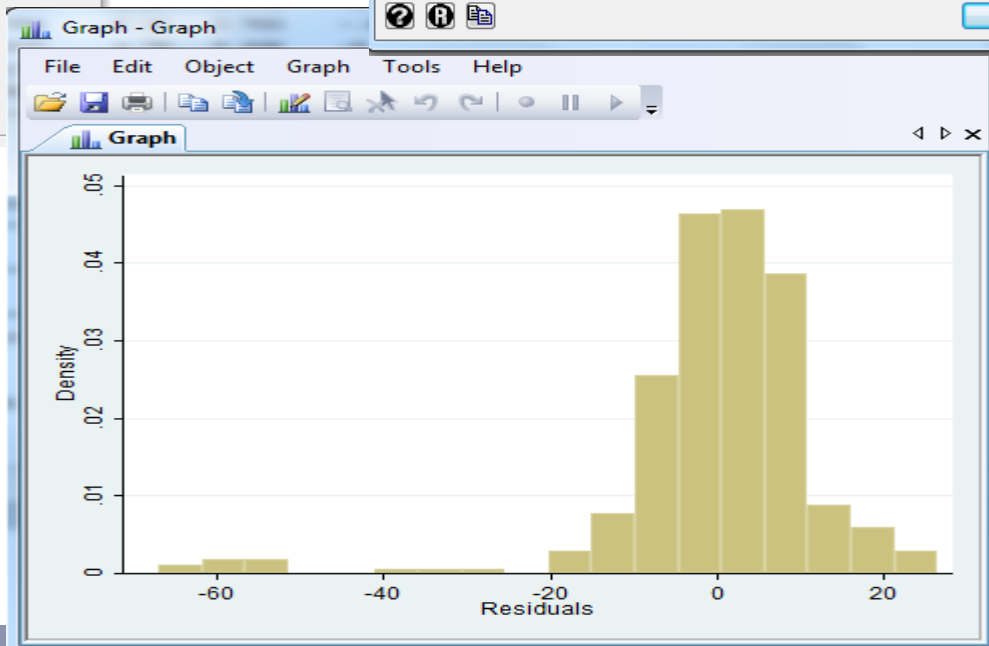 Graph - Graph
File Edit Object Graph Tools Help
Graph
.05
.04
.03
.02
.01
0
Density
-60 -40 -20 0 20
Residuals